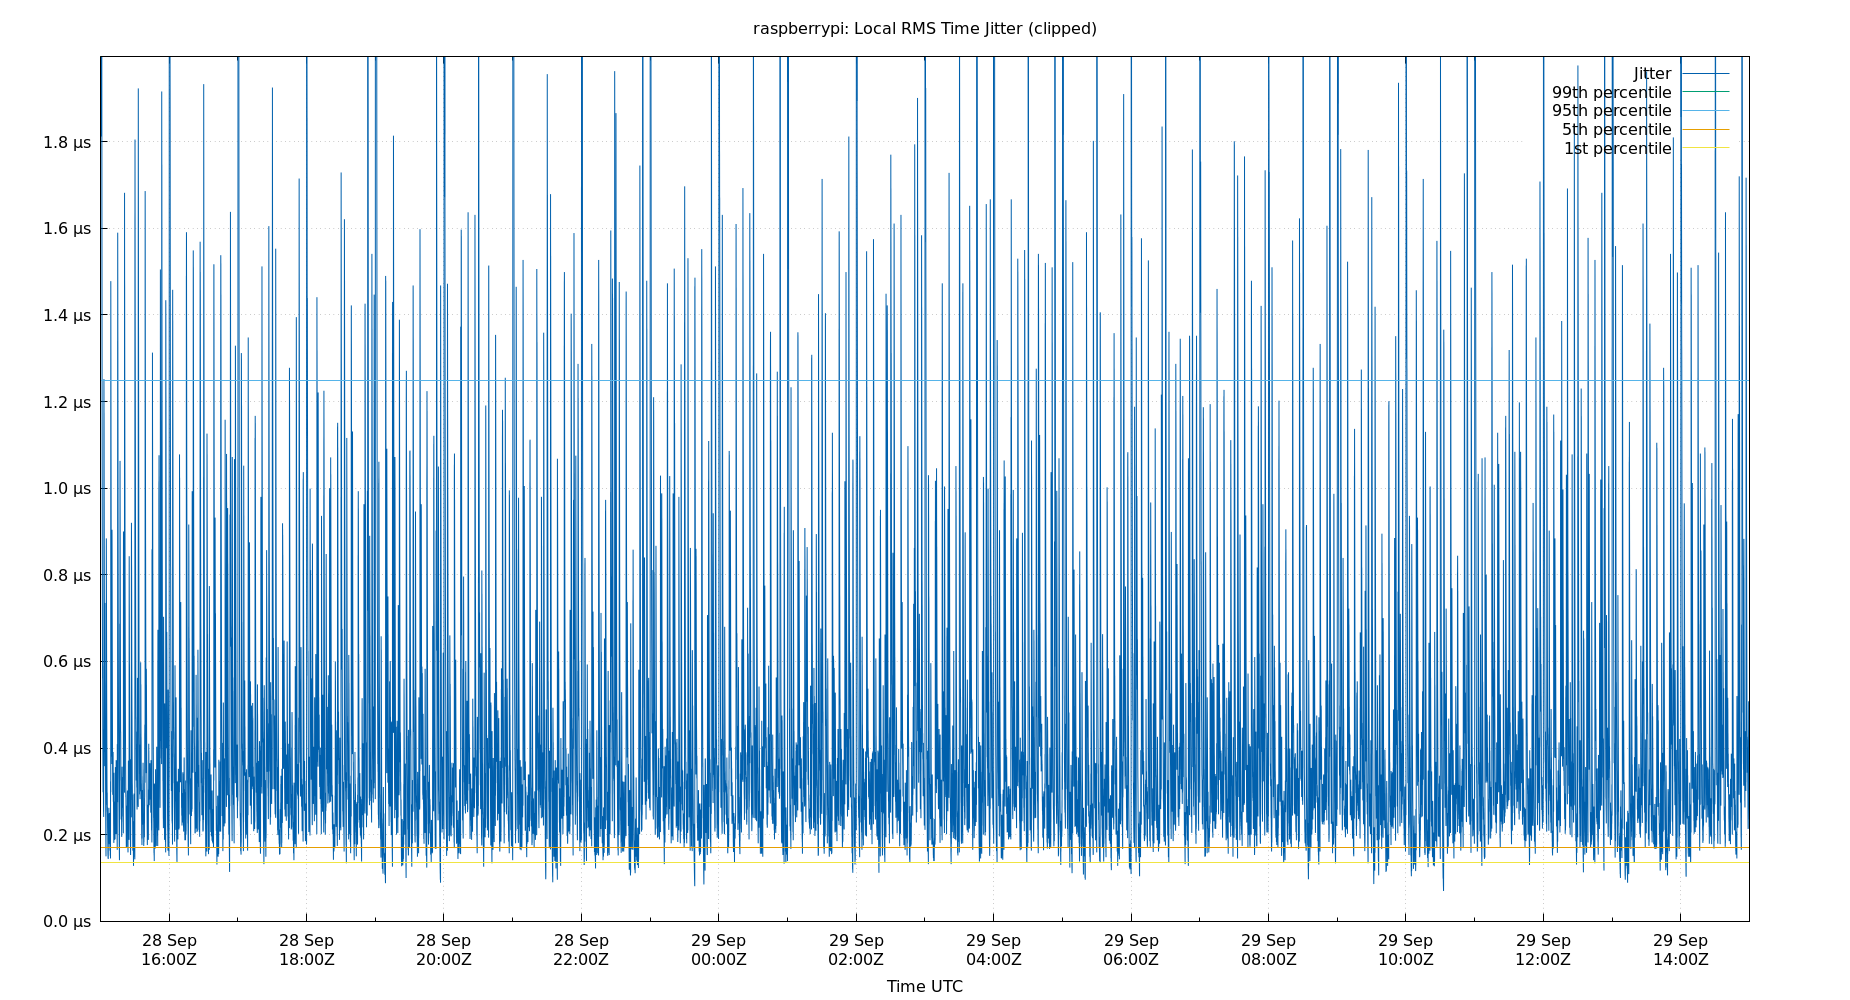 raspberrypi: Local RMS Time Jitter (clipped)
Jitter
99th percentile
95th percentile
5th percentile
1st percentile
1.8 µs
1.6 µs
1.4 µs
1.2 µs
1.0 µs
0.8 µs
0.6 µs
0.4 µs
0.2 µs
0.0 µs
28 Sep 28 Sep 28 Sep 28 Sep 29 Sep 29 Sep 29 Sep 29 Sep 29 Sep 29 Sep 29 Sep 29 Sep
16:00Z 18:00Z 20:00Z 22:00Z 00:00Z 02:00Z 04:00Z 06:00Z 08:00Z 10:00Z 12:00Z 14:00Z
Time UTC